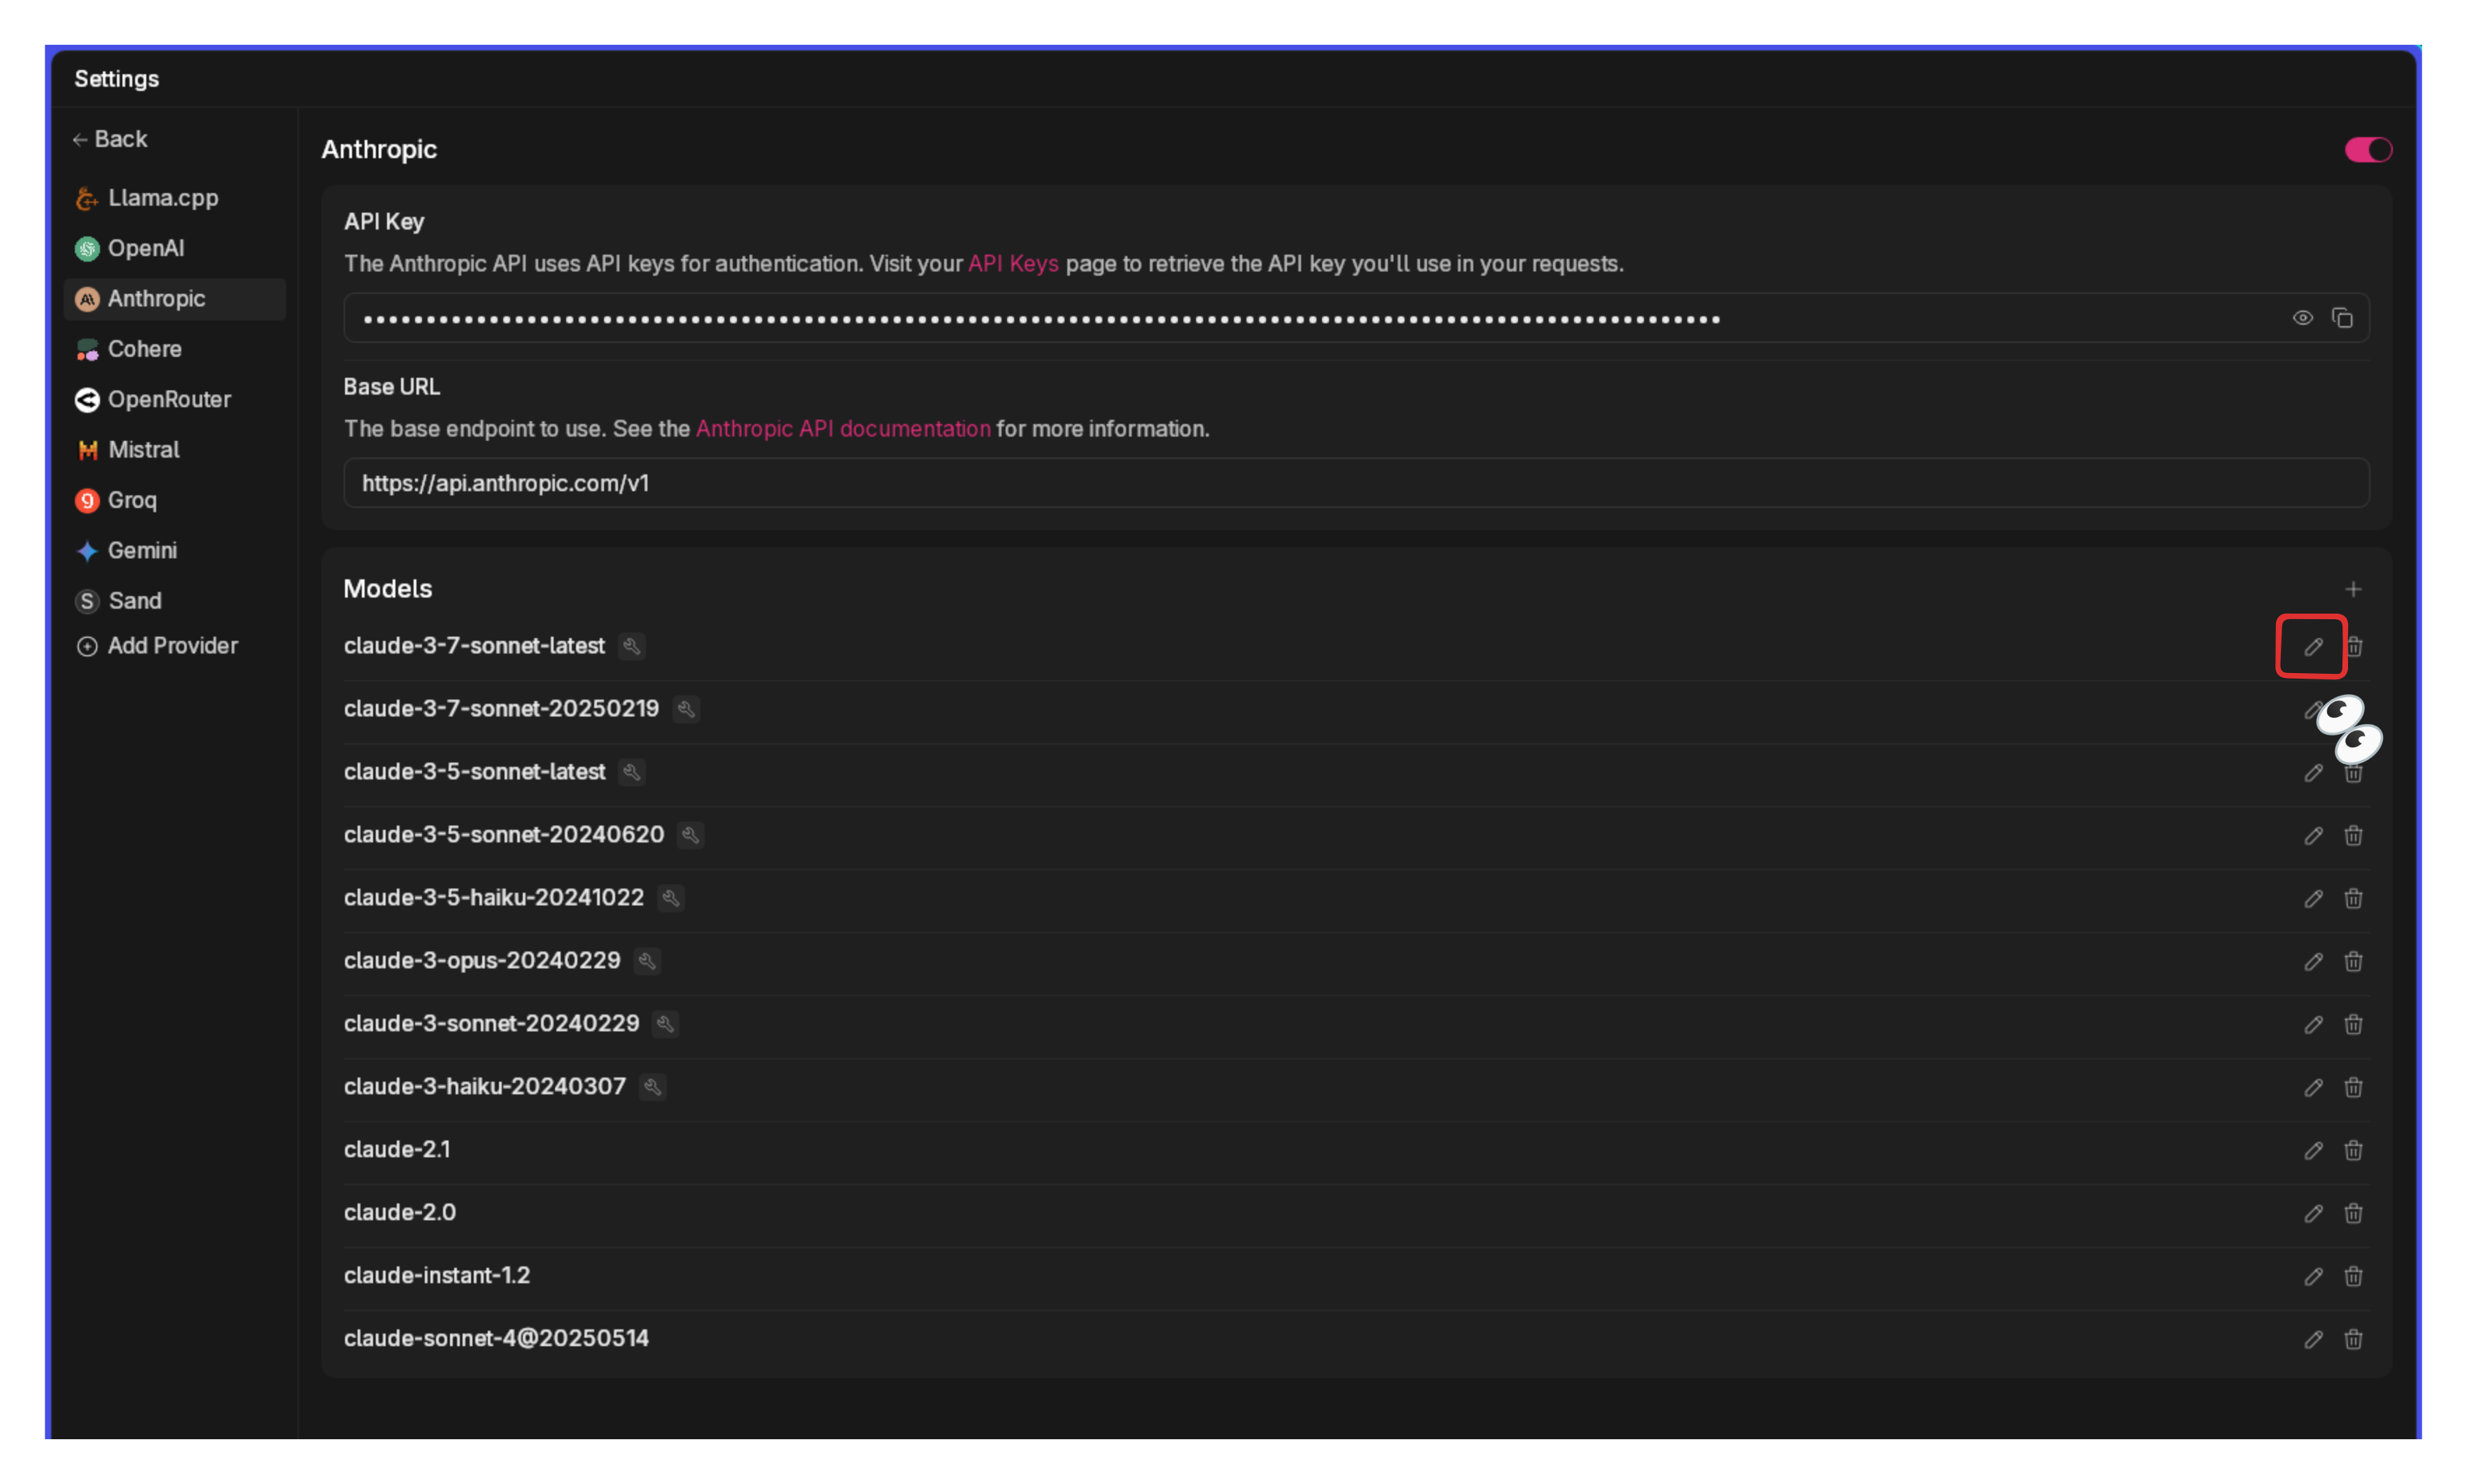 Settings
Back
Llama.cpp
OpenAI
Anthropic
Cohere
OpenRouter
Mistral
Groq
Gemini
S Sand
Add Provider
Anthropic
API Key
The Anthropic API uses API keys for authentication. Visit your API Keys page to retrieve the API key you'll use in your requests.
Base URL
The base endpoint to use. See the Anthropic API documentation for more information.
https://api.anthropic.com/v1
Models
claude-3-7-sonnet-latest
claude-3-7-sonnet-20250219
claude-3-5-sonnet-latest
claude-3-5-sonnet-20240620
claude-3-5-haiku-20241022
claude-3-opus-20240229
claude-3-sonnet-20240229
claude-3-haiku-20240307
claude-2.1
claude-2.0
claude-instant-1.2
claude-sonnet-4@20250514